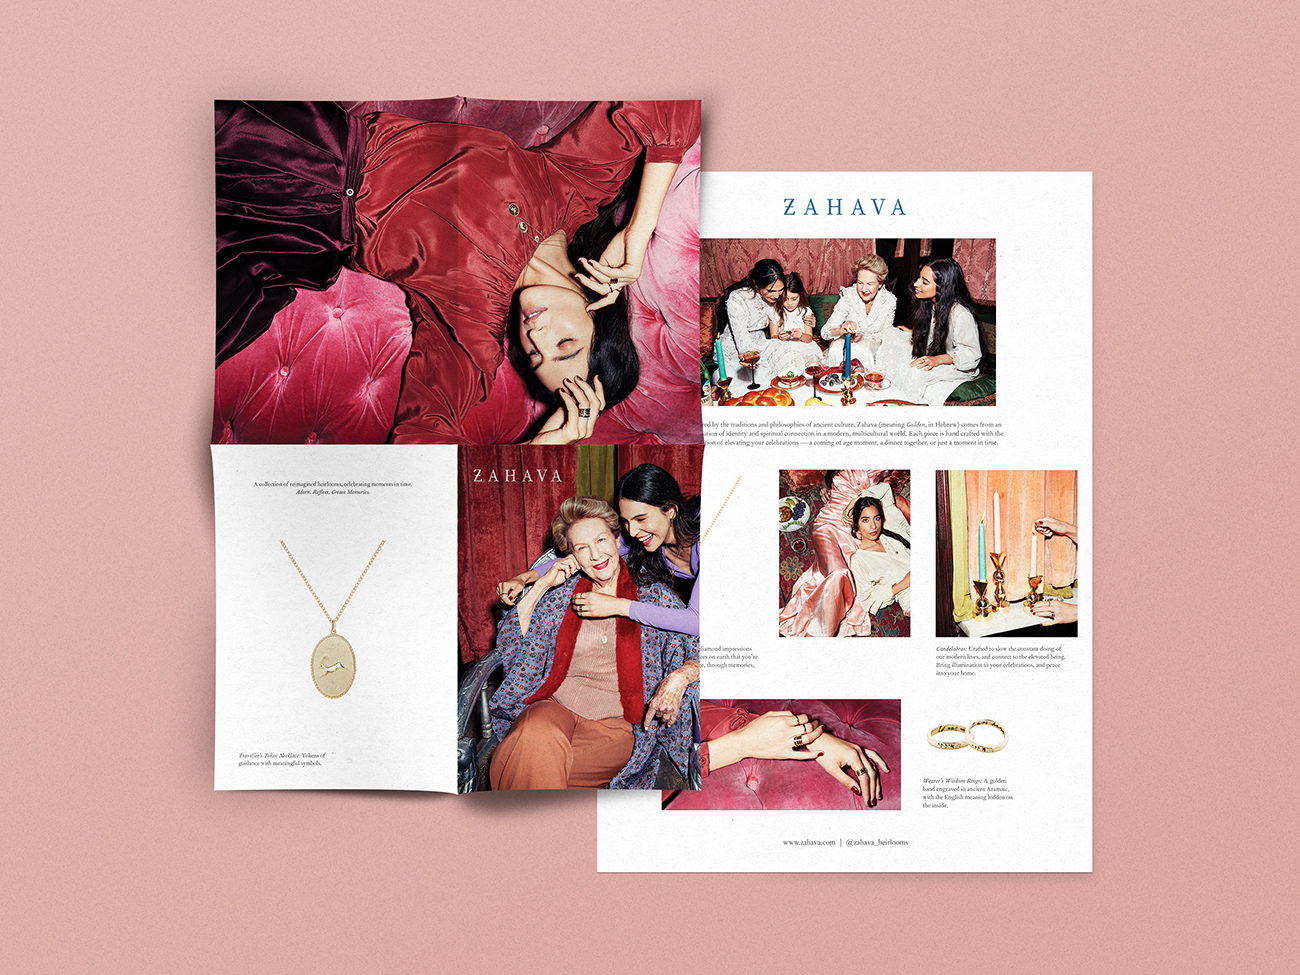 A collection of reimagined heirlooms, celebrating moments in time.
Adorn. Reflect. Create Memories.
Traveller's Token Necklace: Tokens of
guidance with meaningful symbols.
ZAHAVA
ZAHAVA
by the traditions and philosophies of ancient culture, Zahava (meaning Golden, in Hebrew) comes from an
of identity and spiritual connection in a modern, multicultural world. Each piece is hand crafted with the
of elevating your celebrations — a coming of age moment, a dinner together, or just a moment in time.
diamond impressions
on earth that you're
through memories,
Candelabras: Crafted to slow the constant doing of
our modern lives, and connect to the elevated being.
Bring illumination to your celebrations, and peace
into your home.
Wearer's Wisdom Rings: A golden
hand engraved in ancient Aramaic,
with the English meaning hidden on
the inside.
www.zahava.com | @zahava_heirlooms